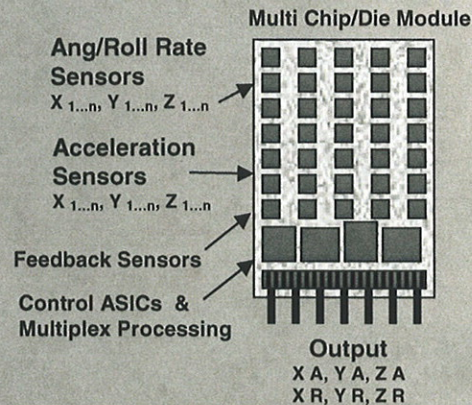 Multi Chip/Die Module
Ang/Roll Rate
Sensors
X 1...n, Y 1...n, Z 1...n
Acceleration
Sensors
X 1...n, Y 1...n, Z 1...n
Feedback Sensors
Control ASICs &
Multiplex Processing
Output
X A, Y A, Z A
X R, Y R, Z R